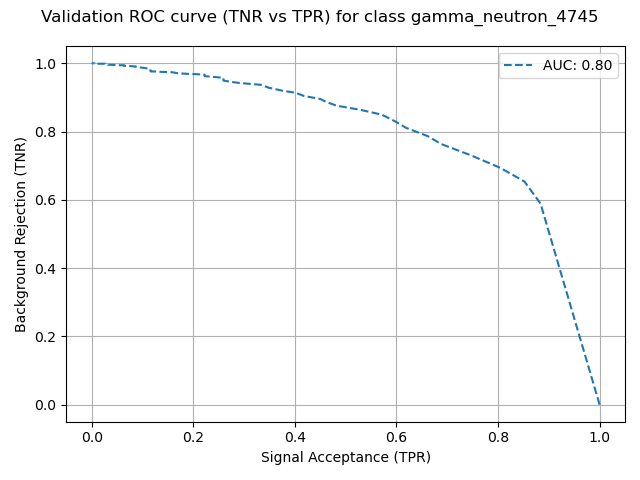 Validation ROC curve (TNR vs TPR) for class gamma_neutron_4745
AUC: 0.80
Background Rejection (TNR)
1.0
0.8
0.6
0.4
0.2
0.0
0.0 0.2 0.4 0.6 0.8 1.0
Signal Acceptance (TPR)